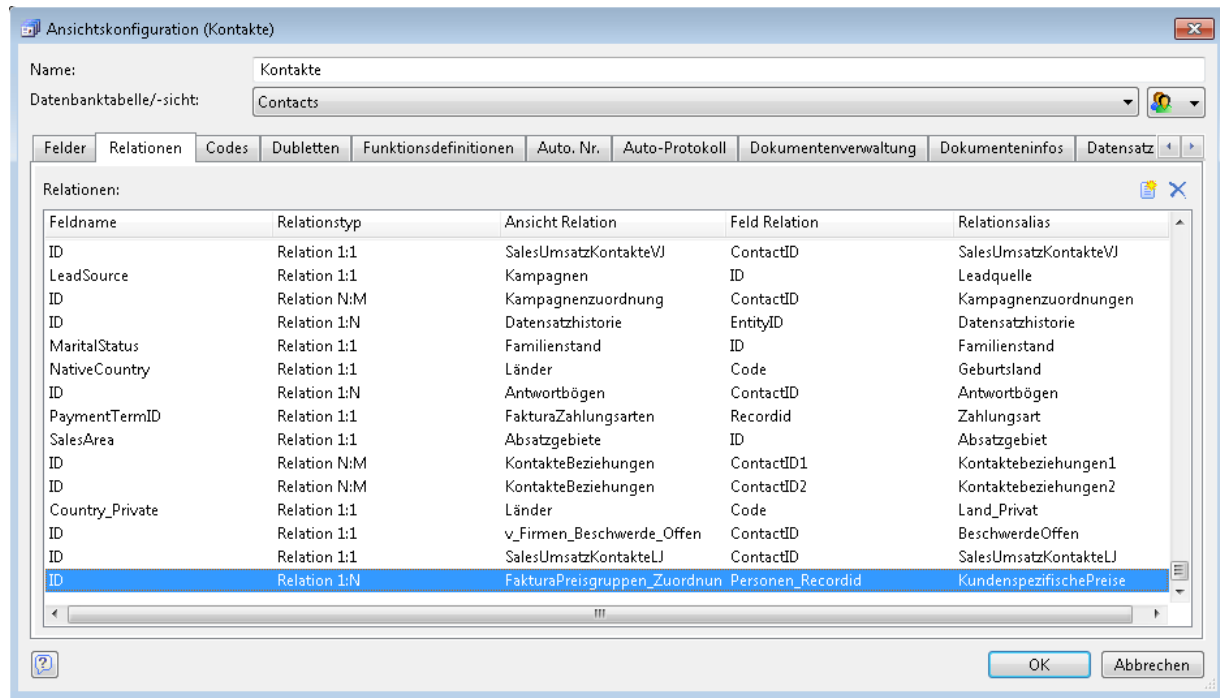 Ansichtskonfiguration (Kontakte)
Name: Kontakte
Datenbanktabelle/-sicht: Contacts
Felder Relationen Codes Dubletten Funktionsdefinitionen Auto. Nr. Auto-Protokoll Dokumentenverwaltung Dokumenteninfos Datensatz
Relationen:
Feldname Relationstyp Ansicht Relation Feld Relation Relationsalias
ID Relation 1:1 SalesUmsatzKontakteVJ ContactID SalesUmsatzKontakteVJ
LeadSource Relation 1:1 Kampagnen ID Leadquelle
ID Relation N:M Kampagnenzuordnung ContactID Kampagnenzuordnungen
ID Relation 1:N Datensatzhistorie EntityID Datensatzhistorie
MaritalStatus Relation 1:1 Familienstand ID Familienstand
NativeCountry Relation 1:1 Länder Code Geburtsland
ID Relation 1:N Antwortbögen ContactID Antwortbögen
PaymentTermID Relation 1:1 FakturaZahlungsarten Recordid Zahlungsart
SalesArea Relation 1:1 Absatzgebiete ID Absatzgebiet
ID Relation N:M KontakteBeziehungen ContactID1 Kontaktebeziehungen1
ID Relation N:M KontakteBeziehungen ContactID2 Kontaktebeziehungen2
Country_Private Relation 1:1 Länder Code Land_Privat
ID Relation 1:1 v_Firmen_Beschwerde_Offen ContactID BeschwerdeOffen
ID Relation 1:1 SalesUmsatzKontakteLJ ContactID SalesUmsatzKontakteLJ
ID Relation 1:N FakturaPreisgruppen_Zuordnun Personen_Recordid KundenspezifischePreise
OK Abbrechen